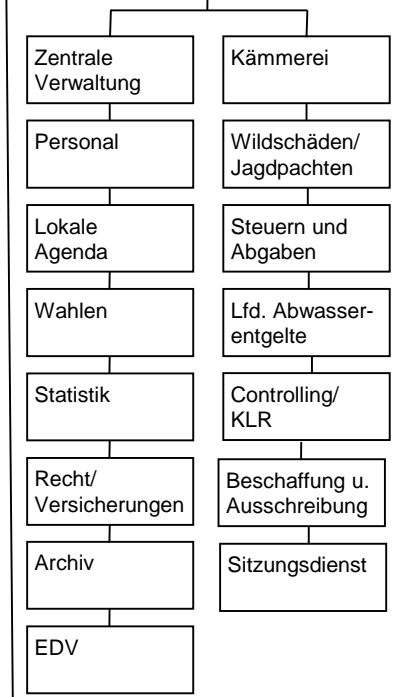 Zentrale
Verwaltung
Personal
Lokale
Agenda
Wahlen
Statistik
Recht/
Versicherungen
Archiv
EDV
Kämmerei
Wildschäden/
Jagdpachten
Steuern und
Abgaben
Lfd. Abwasser-
entgelte
Controlling/
KLR
Beschaffung u.
Ausschreibung
Sitzungsdienst